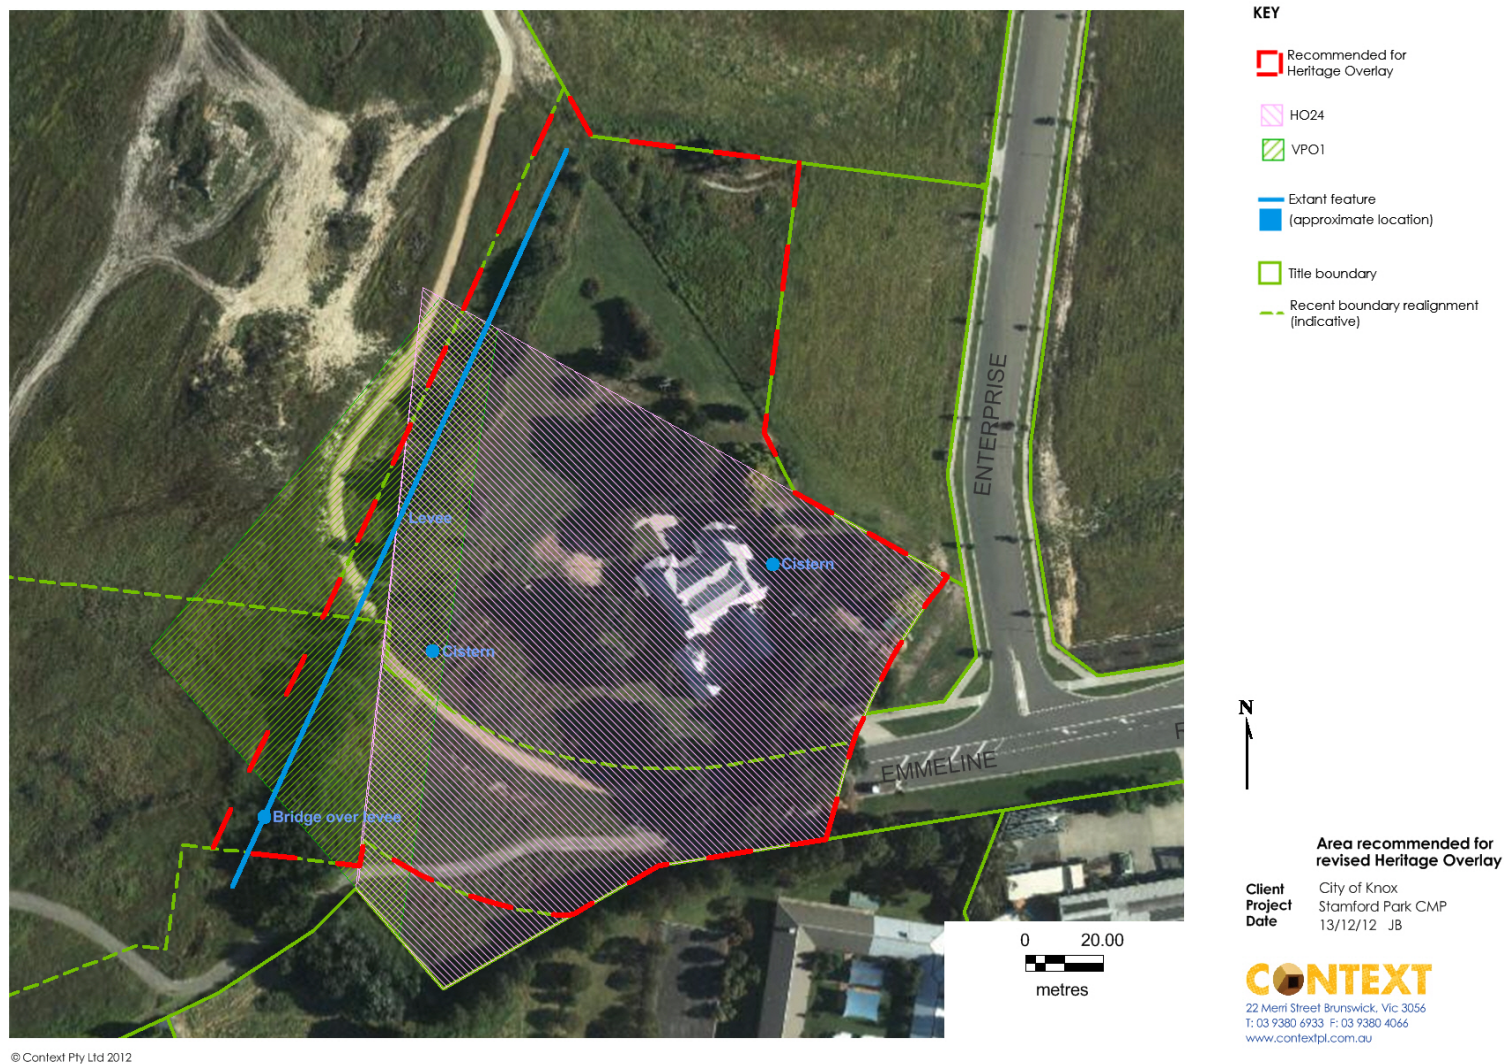 KEY
Recommended for
Heritage Overlay
HO24
VPO1
Extant feature
(approximate location)
Title boundary
Recent boundary realignment
(indicative)
ENTERPRISE
Levee
Cistern
Cistern
EMMELINE
R
Bridge over levee
N
0 20.00
metres
Area recommended for
revised Heritage Overlay
Client City of Knox
Project Stamford Park CMP
Date 13/12/12 JB
CONTEXT
22 Merri Street Brunswick, Vic 3056
T: 03 9380 6933 F: 03 9380 4066
www.contextpl.com.au
© Context Pty Ltd 2012